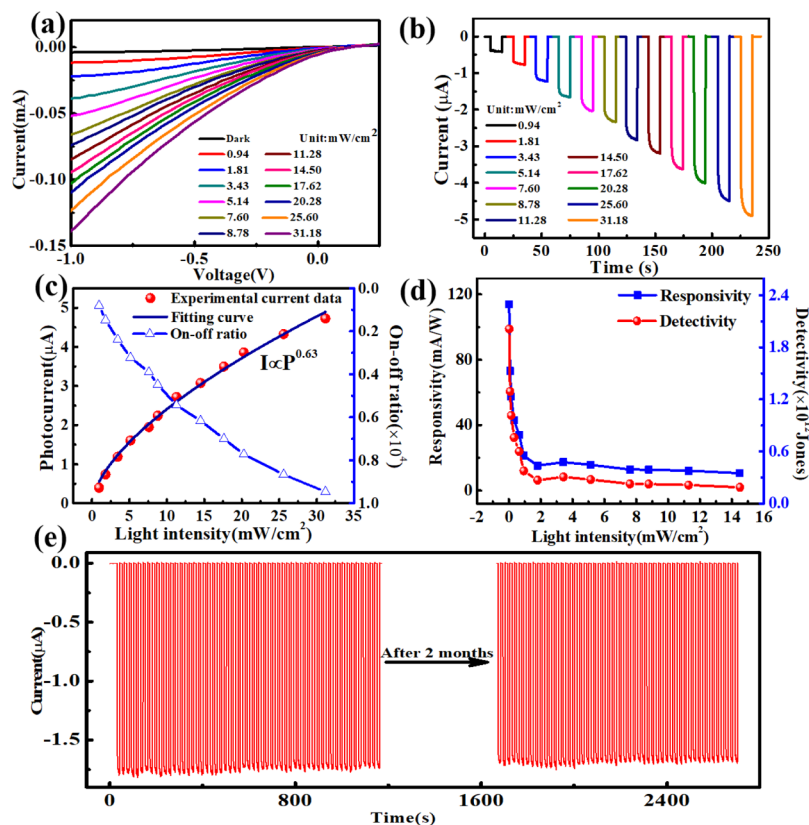 (a)
0.00
-0.05
-0.10
-0.15
Current(mA)
Dark Unit:mW/cm2
0.94 11.28
1.81 14.50
3.43 17.62
5.14 20.28
7.60 25.60
8.78 31.18
-1.0 -0.5 0.0
Voltage(V)
(b)
0
-1
-2
-3
-4
-5
Current (μA)
Unit:mW/cm2
0.94
1.81
3.43 14.50
5.14 17.62
7.60 20.28
8.78 25.60
11.28 31.18
0 50 100 150 200 250
Time (s)
(c)
5
4
3
2
1
0
Photocurrent(μA)
Experimental current data
Fitting curve
On-off ratio
I∝P0.63
0.0
0.2
0.4
0.6
0.8
1.0
On-off ratio(×104)
0 5 10 15 20 25 30 35
Light intensity(mW/cm2)
(d)
120
80
40
0
Responsivity(mA/W)
Responsivity
Detectivity
2.4
1.8
1.2
0.6
0.0
Detectivity(×1012Jones)
-2 0 2 4 6 8 10 12 14 16
Light intensity(mW/cm2)
(e)
0.0
-0.5
-1.0
-1.5
Current(μA)
After 2 months
0 800 1600 2400
Time(s)